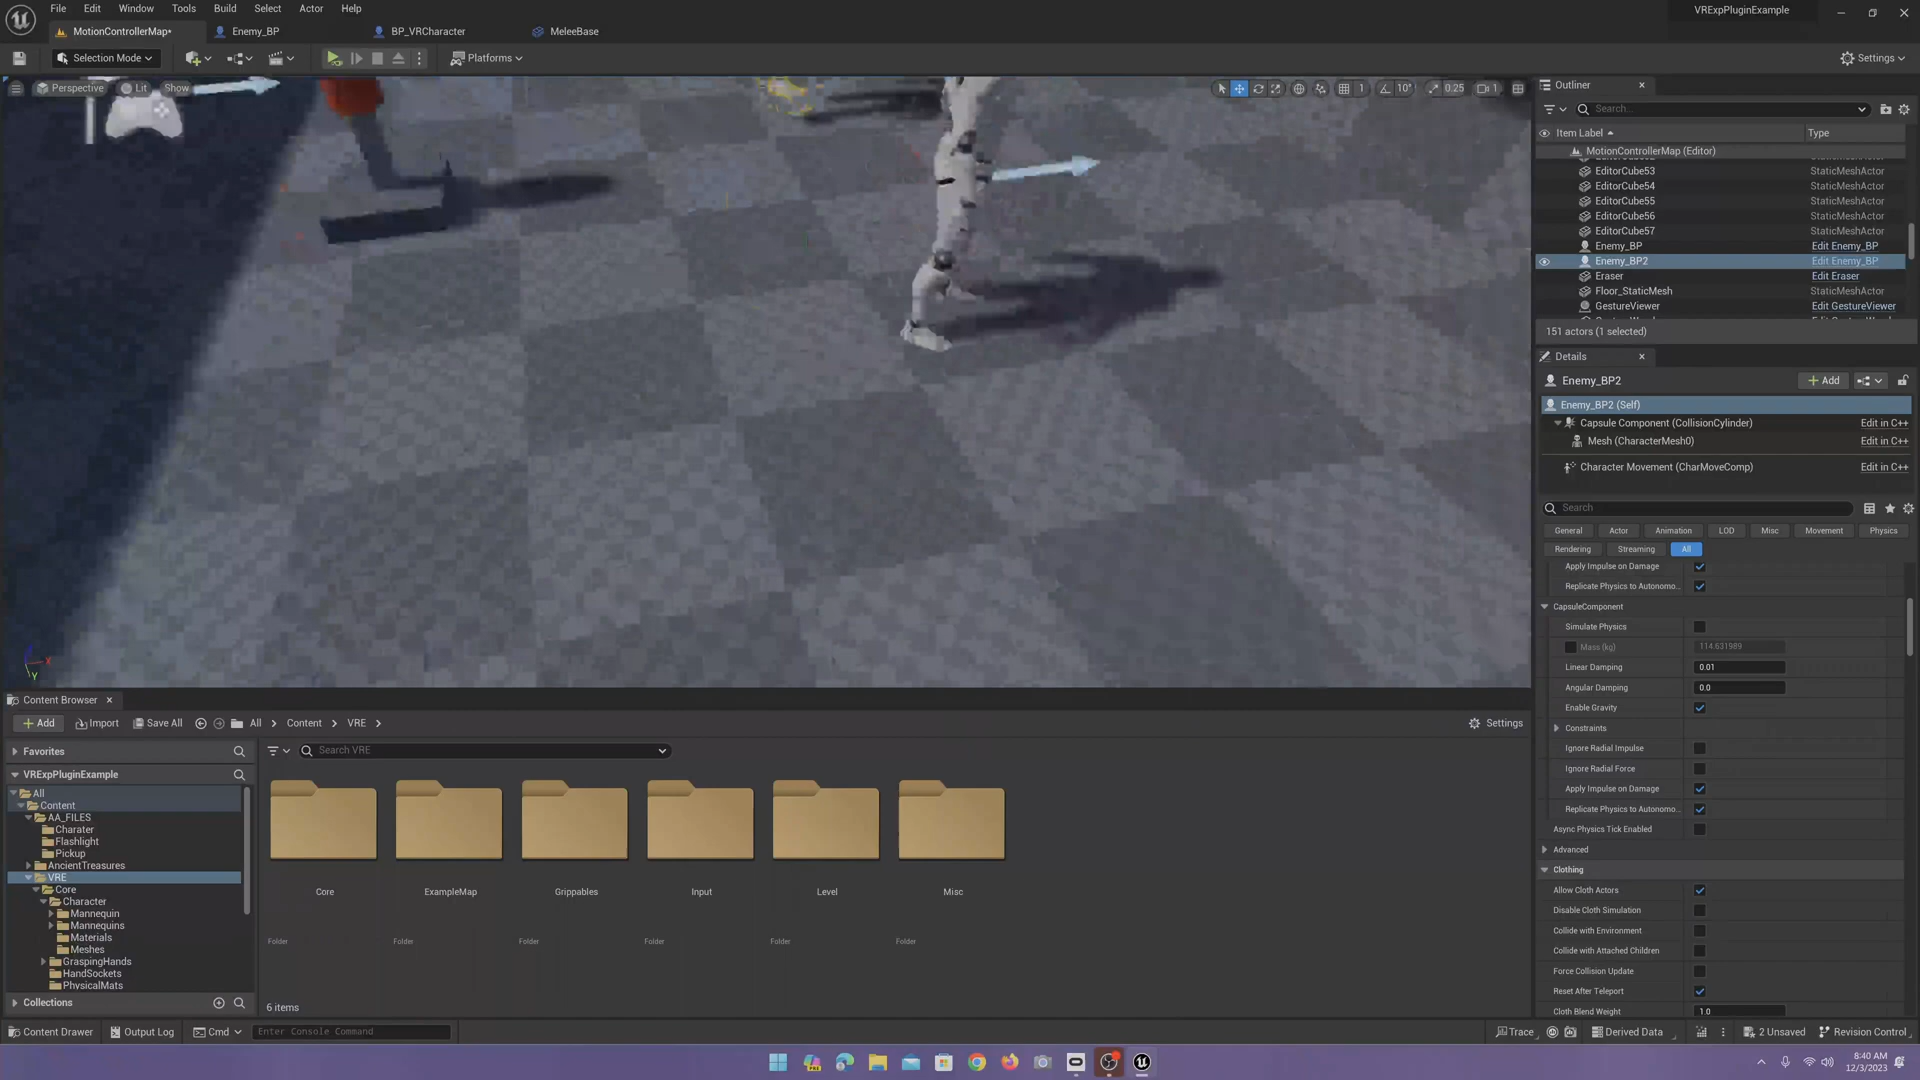 File Edit Window Tools Build Select Actor Help
VRExpPluginExample
MotionControllerMap* Enemy_BP BP_VRCharacter MeleeBase
Selection Mode Platforms Settings
Perspective Lit Show 1 10° 0.25 1
Outliner
Search...
Item Label Type
MotionControllerMap (Editor)
EditorCube53 StaticMeshActor
EditorCube54 StaticMeshActor
EditorCube55 StaticMeshActor
EditorCube56 StaticMeshActor
EditorCube57 StaticMeshActor
Enemy_BP Edit Enemy_BP
Enemy_BP2 Edit Enemy_BP
Eraser Edit Eraser
Floor_StaticMesh StaticMeshActor
GestureViewer Edit GestureViewer
151 actors (1 selected)
Details
Enemy_BP2 Add
Enemy_BP2 (Self)
Capsule Component (CollisionCylinder) Edit in C++
Mesh (CharacterMesh0) Edit in C++
Character Movement (CharMoveComp) Edit in C++
Search
General Actor Animation LOD Misc Movement Physics
Rendering Streaming All
Apply Impulse on Damage
Replicate Physics to Autonomo...
CapsuleComponent
Simulate Physics
Mass (kg) 114.631989
Linear Damping 0.01
Angular Damping 0.0
Enable Gravity
Constraints
Ignore Radial Impulse
Ignore Radial Force
Apply Impulse on Damage
Replicate Physics to Autonomo...
Async Physics Tick Enabled
Advanced
Clothing
Allow Cloth Actors
Disable Cloth Simulation
Collide with Environment
Collide with Attached Children
Force Collision Update
Reset After Teleport
Cloth Blend Weight 1.0
X
Y
Content Browser
Add Import Save All All Content VRE Settings
Favorites
Search VRE
VRExpPluginExample
All
Content
AA_FILES
Charater
Flashlight
Pickup
AncientTreasures
VRE
Core
Character
Mannequin
Mannequins
Materials
Meshes
GraspingHands
HandSockets
PhysicalMats
Collections
Core ExampleMap Grippables Input Level Misc
Folder Folder Folder Folder Folder Folder
6 items
Content Drawer Output Log Cmd Enter Console Command Trace Derived Data 2 Unsaved Revision Control
8:40 AM
12/3/2023